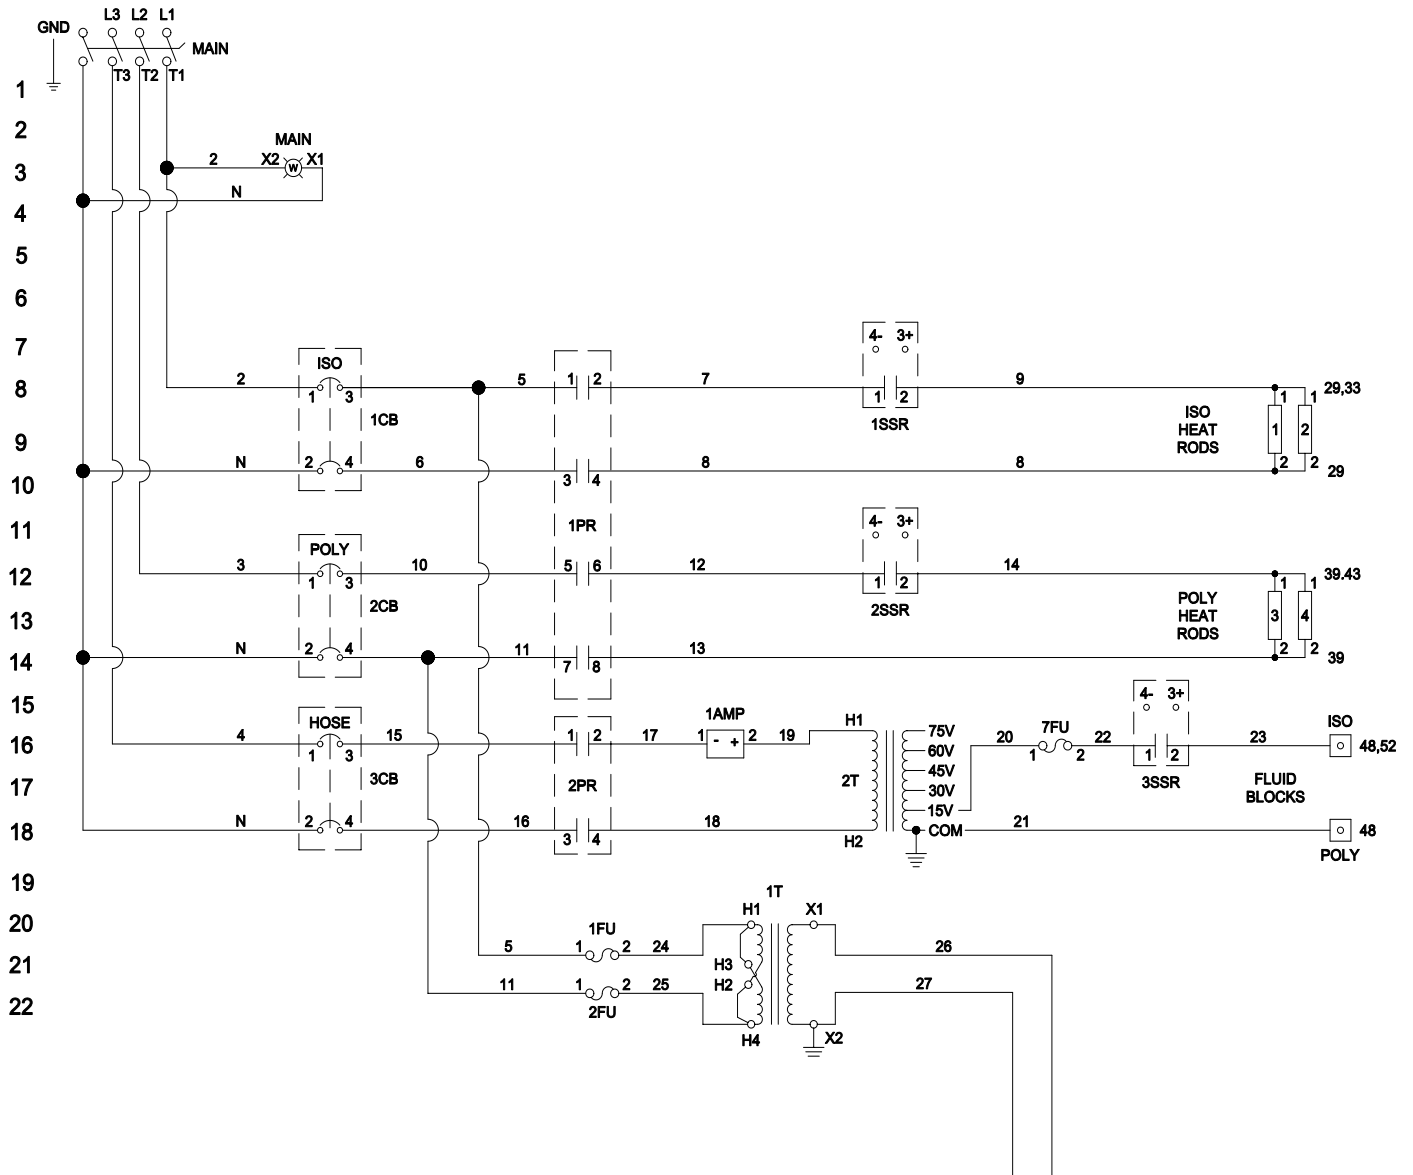 L3 L2 L1
GND
MAIN
T3 T2 T1
1
2
MAIN
2 X2 W X1
3
N
4
5
6
7
4- 3+
ISO
2 5 1 2 7 9 29,33
8
1 3 1 2 1 1
1CB 1SSR
ISO
HEAT
RODS
1 2
9
N 2 4 6 8 8 2 2 29
3 4
10
1PR
11
4- 3+
POLY
3 10 5 6 12 14 39.43
12
1 3 1 2 1 1
2CB 2SSR
POLY
HEAT
RODS
3 4
13
N 2 4 11 13 2 2 39
14
7 8
15
4- 3+
HOSE 1AMP H1 7FU ISO
4 15 1 2 17 1 - + 2 19 75V 20 22 23 48,52
16
1 3 60V 1 2 1 2
3CB 2PR 2T 45V 3SSR
FLUID
BLOCKS
17
30V
15V
N 2 4 16 18 COM 21 48
18
3 4 H2 POLY
19
1T
20
1FU H1 X1
5 1 2 24 26
21
H3
H2
11 1 2 25 27
22
2FU
H4 X2